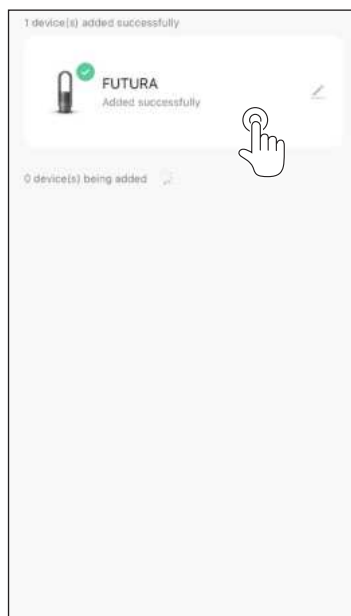 1 device(s) added successfully
FUTURA
Added successfully
0 device(s) being added